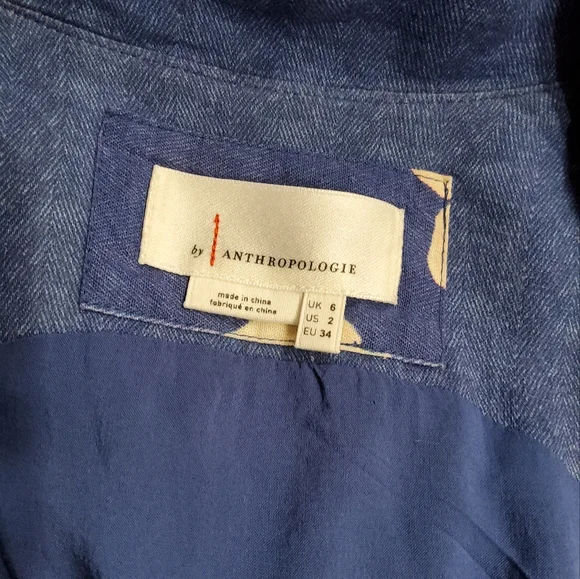 by ANTHROPOLOGIE
made in china
fabriqué en chine
UK 6
US 2
EU 34